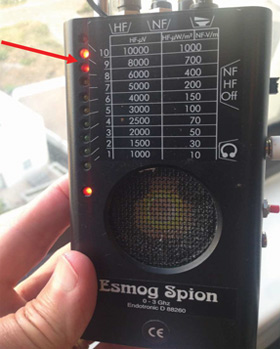 HF NF
HF-µV HF-µW/m² NF-V/m
10 10000 1000
9 8000 700
8 6000 400
7 5000 200
6 4000 150
5 3000 100
4 2500 70
3 2000 50
2 1500 30
1 1000 10
NF
HF
Off
Esmog Spion
0 - 3 Ghz
Endotronic D 88260
CE